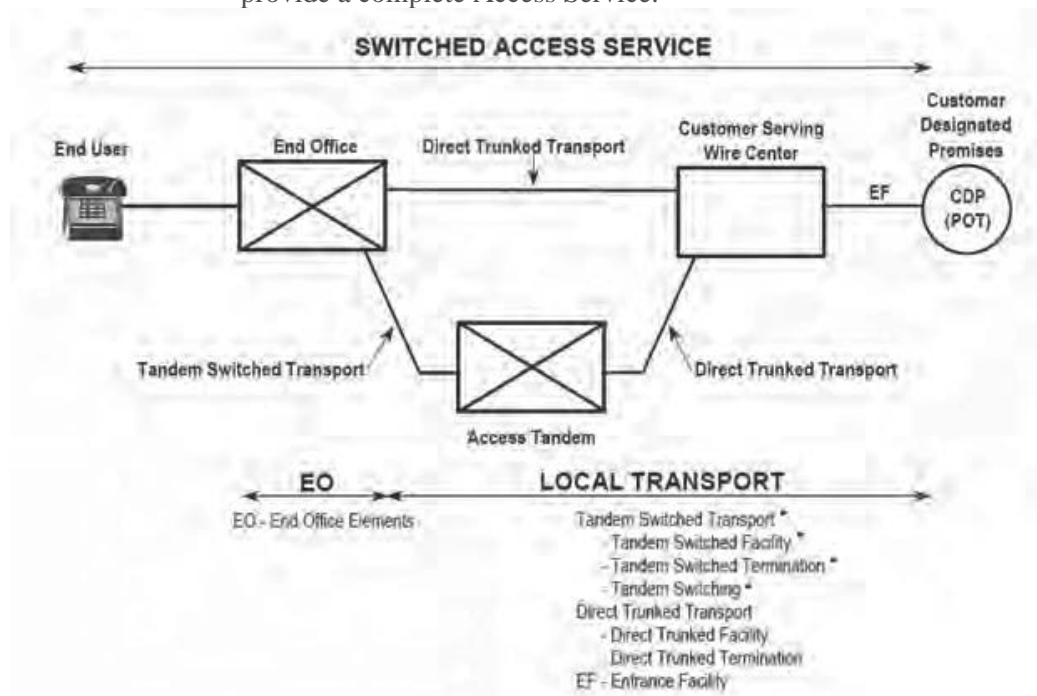 provide a complete Access Service.
SWITCHED ACCESS SERVICE
Customer
Designated
Premises
Customer Serving
Wire Center
End User
End Office
Direct Trunked Transport
EF
CDP
(POT)
Tandem Switched Transport
Direct Trunked Transport
Access Tandem
EO
LOCAL TRANSPORT
EO - End Office Elements
Tandem Switched Transport *
- Tandem Switched Facility *
- Tandem Switched Termination *
- Tandem Switching *
Direct Trunked Transport
- Direct Trunked Facility
Direct Trunked Termination
EF - Entrance Facility